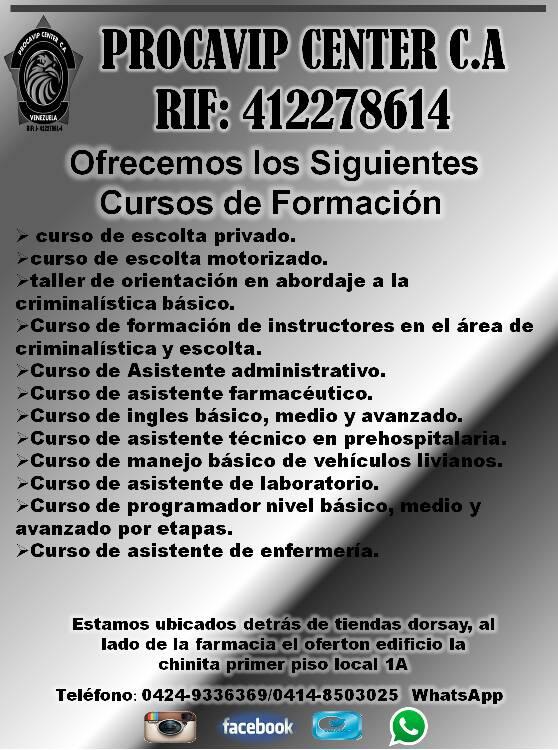 PROCAVIP CENTER C.A
VENEZUELA
PROCAVIP CENTER C.A
RIF: 412278614
Ofrecemos los Siguientes
Cursos de Formación
➢ curso de escolta privado.
➢curso de escolta motorizado.
➢taller de orientación en abordaje a la
criminalística básico.
➢Curso de formación de instructores en el área de
criminalística y escolta.
➢Curso de Asistente administrativo.
➢Curso de asistente farmacéutico.
➢Curso de ingles básico, medio y avanzado.
➢Curso de asistente técnico en prehospitalaria.
➢Curso de manejo básico de vehículos livianos.
➢Curso de asistente de laboratorio.
➢Curso de programador nivel básico, medio y
avanzado por etapas.
➢Curso de asistente de enfermería.
Estamos ubicados detrás de tiendas dorsay, al
lado de la farmacia el oferton edificio la
chinita primer piso local 1A
Teléfono: 0424-9336369/0414-8503025 WhatsApp
facebook